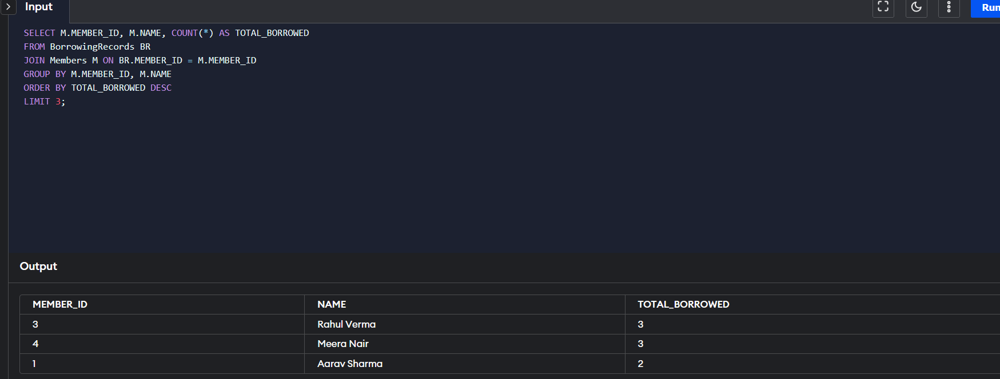 Input
Run
SELECT M.MEMBER_ID, M.NAME, COUNT(*) AS TOTAL_BORROWED
FROM BorrowingRecords BR
JOIN Members M ON BR.MEMBER_ID = M.MEMBER_ID
GROUP BY M.MEMBER_ID, M.NAME
ORDER BY TOTAL_BORROWED DESC
LIMIT 3;
Output
MEMBER_ID NAME TOTAL_BORROWED
3 Rahul Verma 3
4 Meera Nair 3
1 Aarav Sharma 2